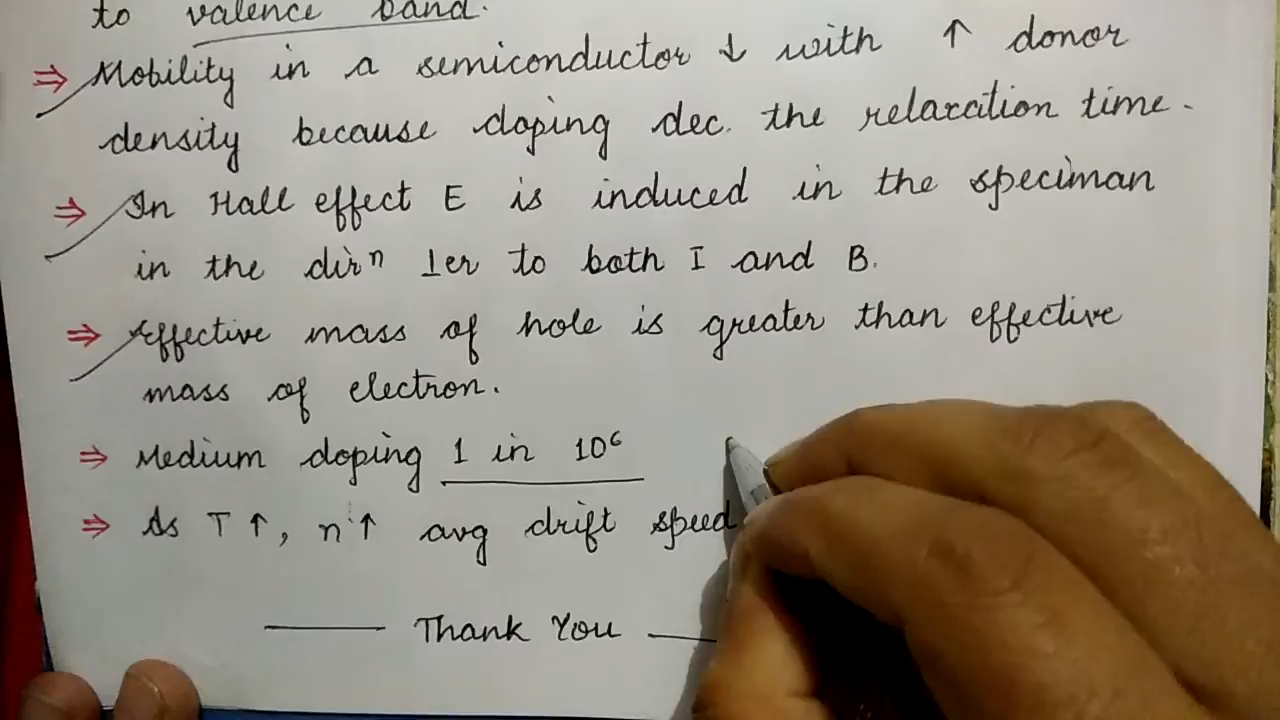 to valence band.
⇒ Mobility in a semiconductor ↓ with ↑ donor
density because doping dec. the relaxation time.
⇒ In Hall effect E is induced in the speciman
in the dirⁿ ⊥er to both I and B.
⇒ Effective mass of hole is greater than effective
mass of electron.
⇒ Medium doping 1 in 10⁶
⇒ As T↑, n↑ avg drift speed
Thank You